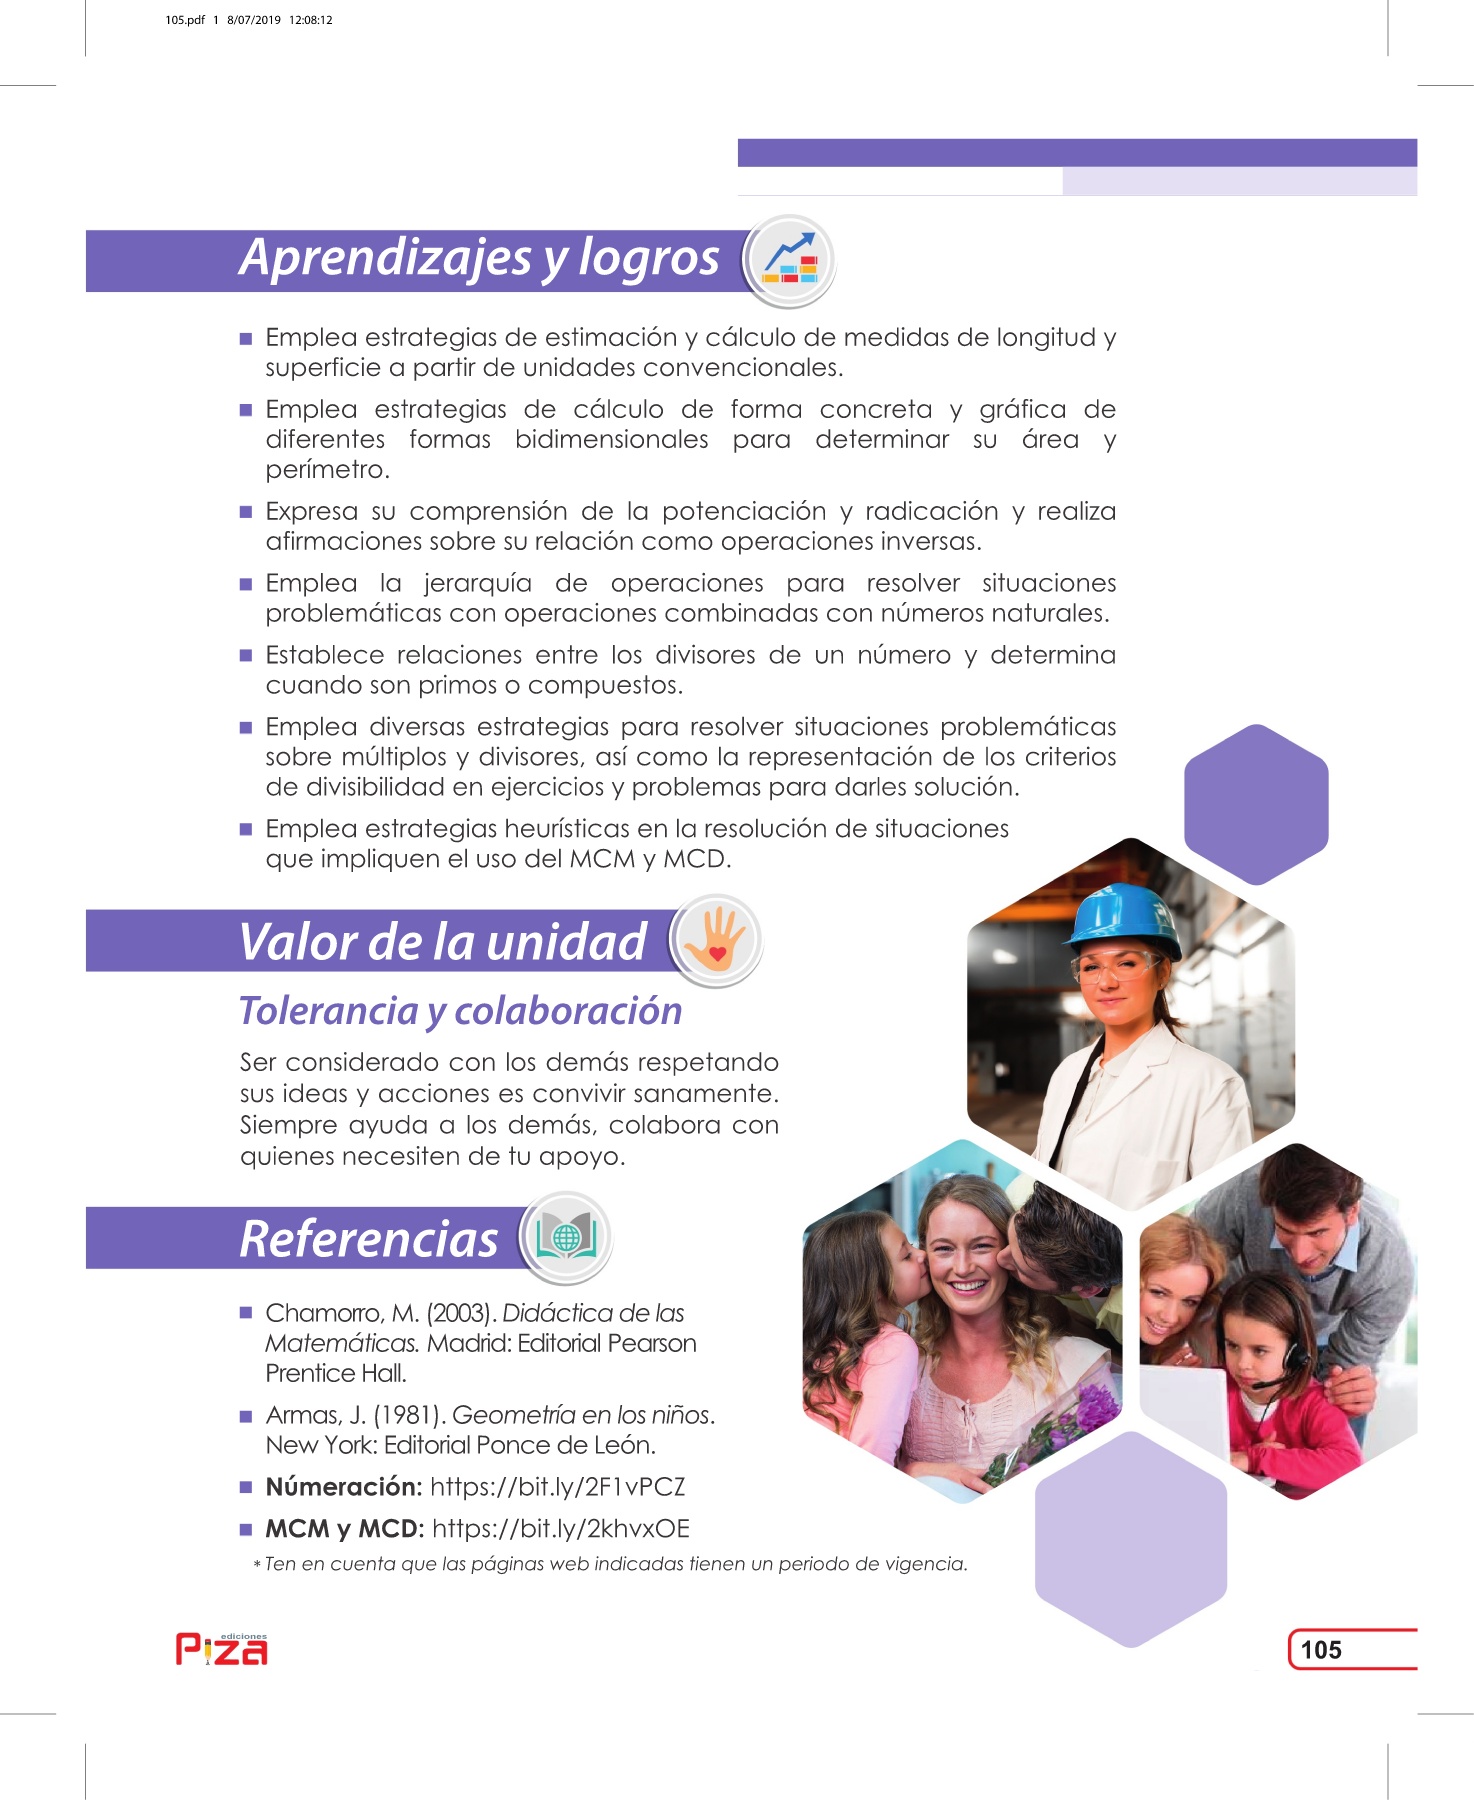 105.pdf 1 8/07/2019 12:08:12
Aprendizajes y logros
Emplea estrategias de estimación y cálculo de medidas de longitud y
superficie a partir de unidades convencionales.
Emplea estrategias de cálculo de forma concreta y gráfica de
diferentes formas bidimensionales para determinar su área y
perímetro.
Expresa su comprensión de la potenciación y radicación y realiza
afirmaciones sobre su relación como operaciones inversas.
Emplea la jerarquía de operaciones para resolver situaciones
problemáticas con operaciones combinadas con números naturales.
Establece relaciones entre los divisores de un número y determina
cuando son primos o compuestos.
Emplea diversas estrategias para resolver situaciones problemáticas
sobre múltiplos y divisores, así como la representación de los criterios
de divisibilidad en ejercicios y problemas para darles solución.
Emplea estrategias heurísticas en la resolución de situaciones
que impliquen el uso del MCM y MCD.
Valor de la unidad
Tolerancia y colaboración
Ser considerado con los demás respetando
sus ideas y acciones es convivir sanamente.
Siempre ayuda a los demás, colabora con
quienes necesiten de tu apoyo.
Referencias
Chamorro, M. (2003). Didáctica de las
Matemáticas. Madrid: Editorial Pearson
Prentice Hall.
Armas, J. (1981). Geometría en los niños.
New York: Editorial Ponce de León.
Númeración: https://bit.ly/2F1vPCZ
MCM y MCD: https://bit.ly/2khvxOE
* Ten en cuenta que las páginas web indicadas tienen un periodo de vigencia.
ediciones
Piza
105